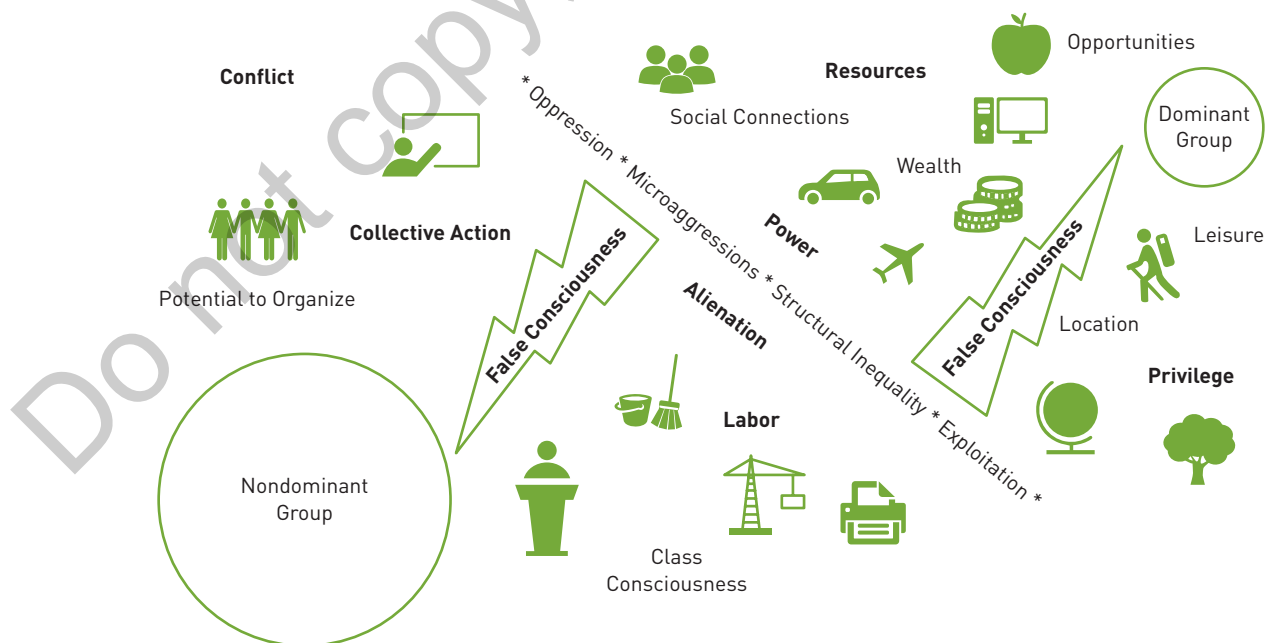 Do not copy
Conflict
Resources
Opportunities
Social Connections
Dominant
Group
* Oppression * Microaggressions * Structural Inequality * Exploitation *
Wealth
Power
Collective Action
False Consciousness
Potential to Organize
Alienation
Leisure
False Consciousness
Location
Privilege
Labor
Nondominant
Group
Class
Consciousness